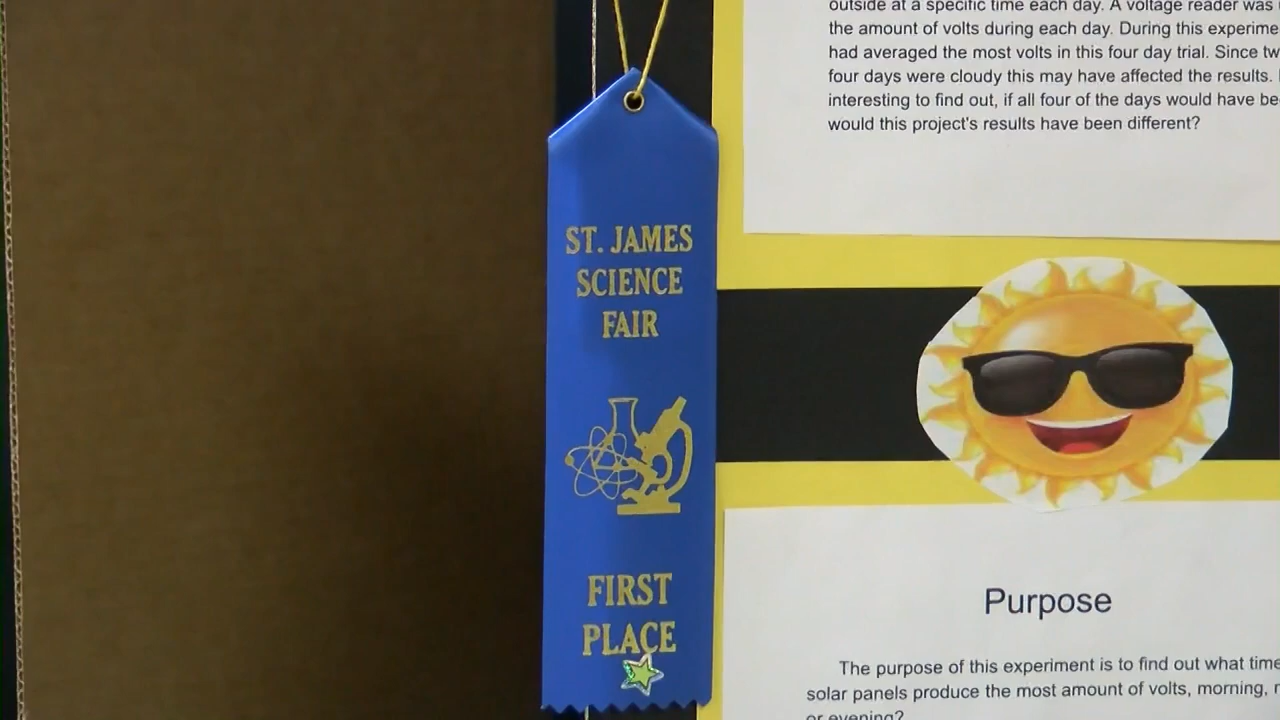 outside at a specific time each day. A voltage reader was
the amount of volts during each day. During this experime
had averaged the most volts in this four day trial. Since tw
four days were cloudy this may have affected the results.
interesting to find out, if all four of the days would have be
would this project's results have been different?
ST. JAMES
SCIENCE
FAIR
FIRST
PLACE
Purpose
The purpose of this experiment is to find out what time
solar panels produce the most amount of volts, morning,
or evening?